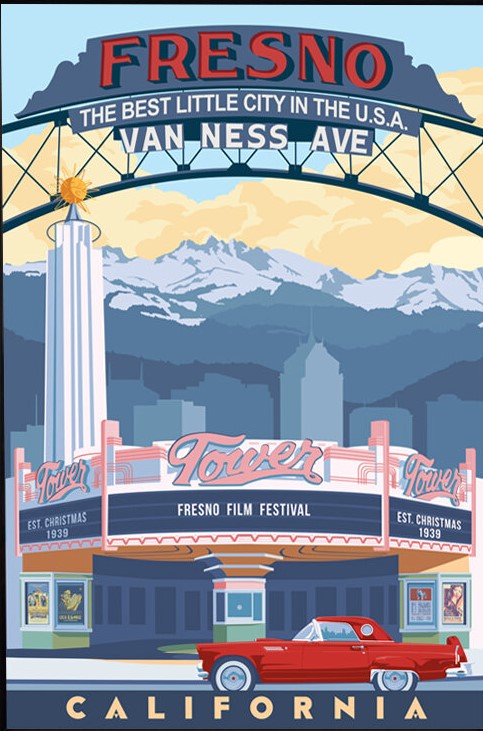 FRESNO
THE BEST LITTLE CITY IN THE U.S.A.
VAN NESS AVE
Tower
Tower
Tower
EST. CHRISTMAS
1939
FRESNO FILM FESTIVAL
EST. CHRISTMAS
1939
CALIFORNIA